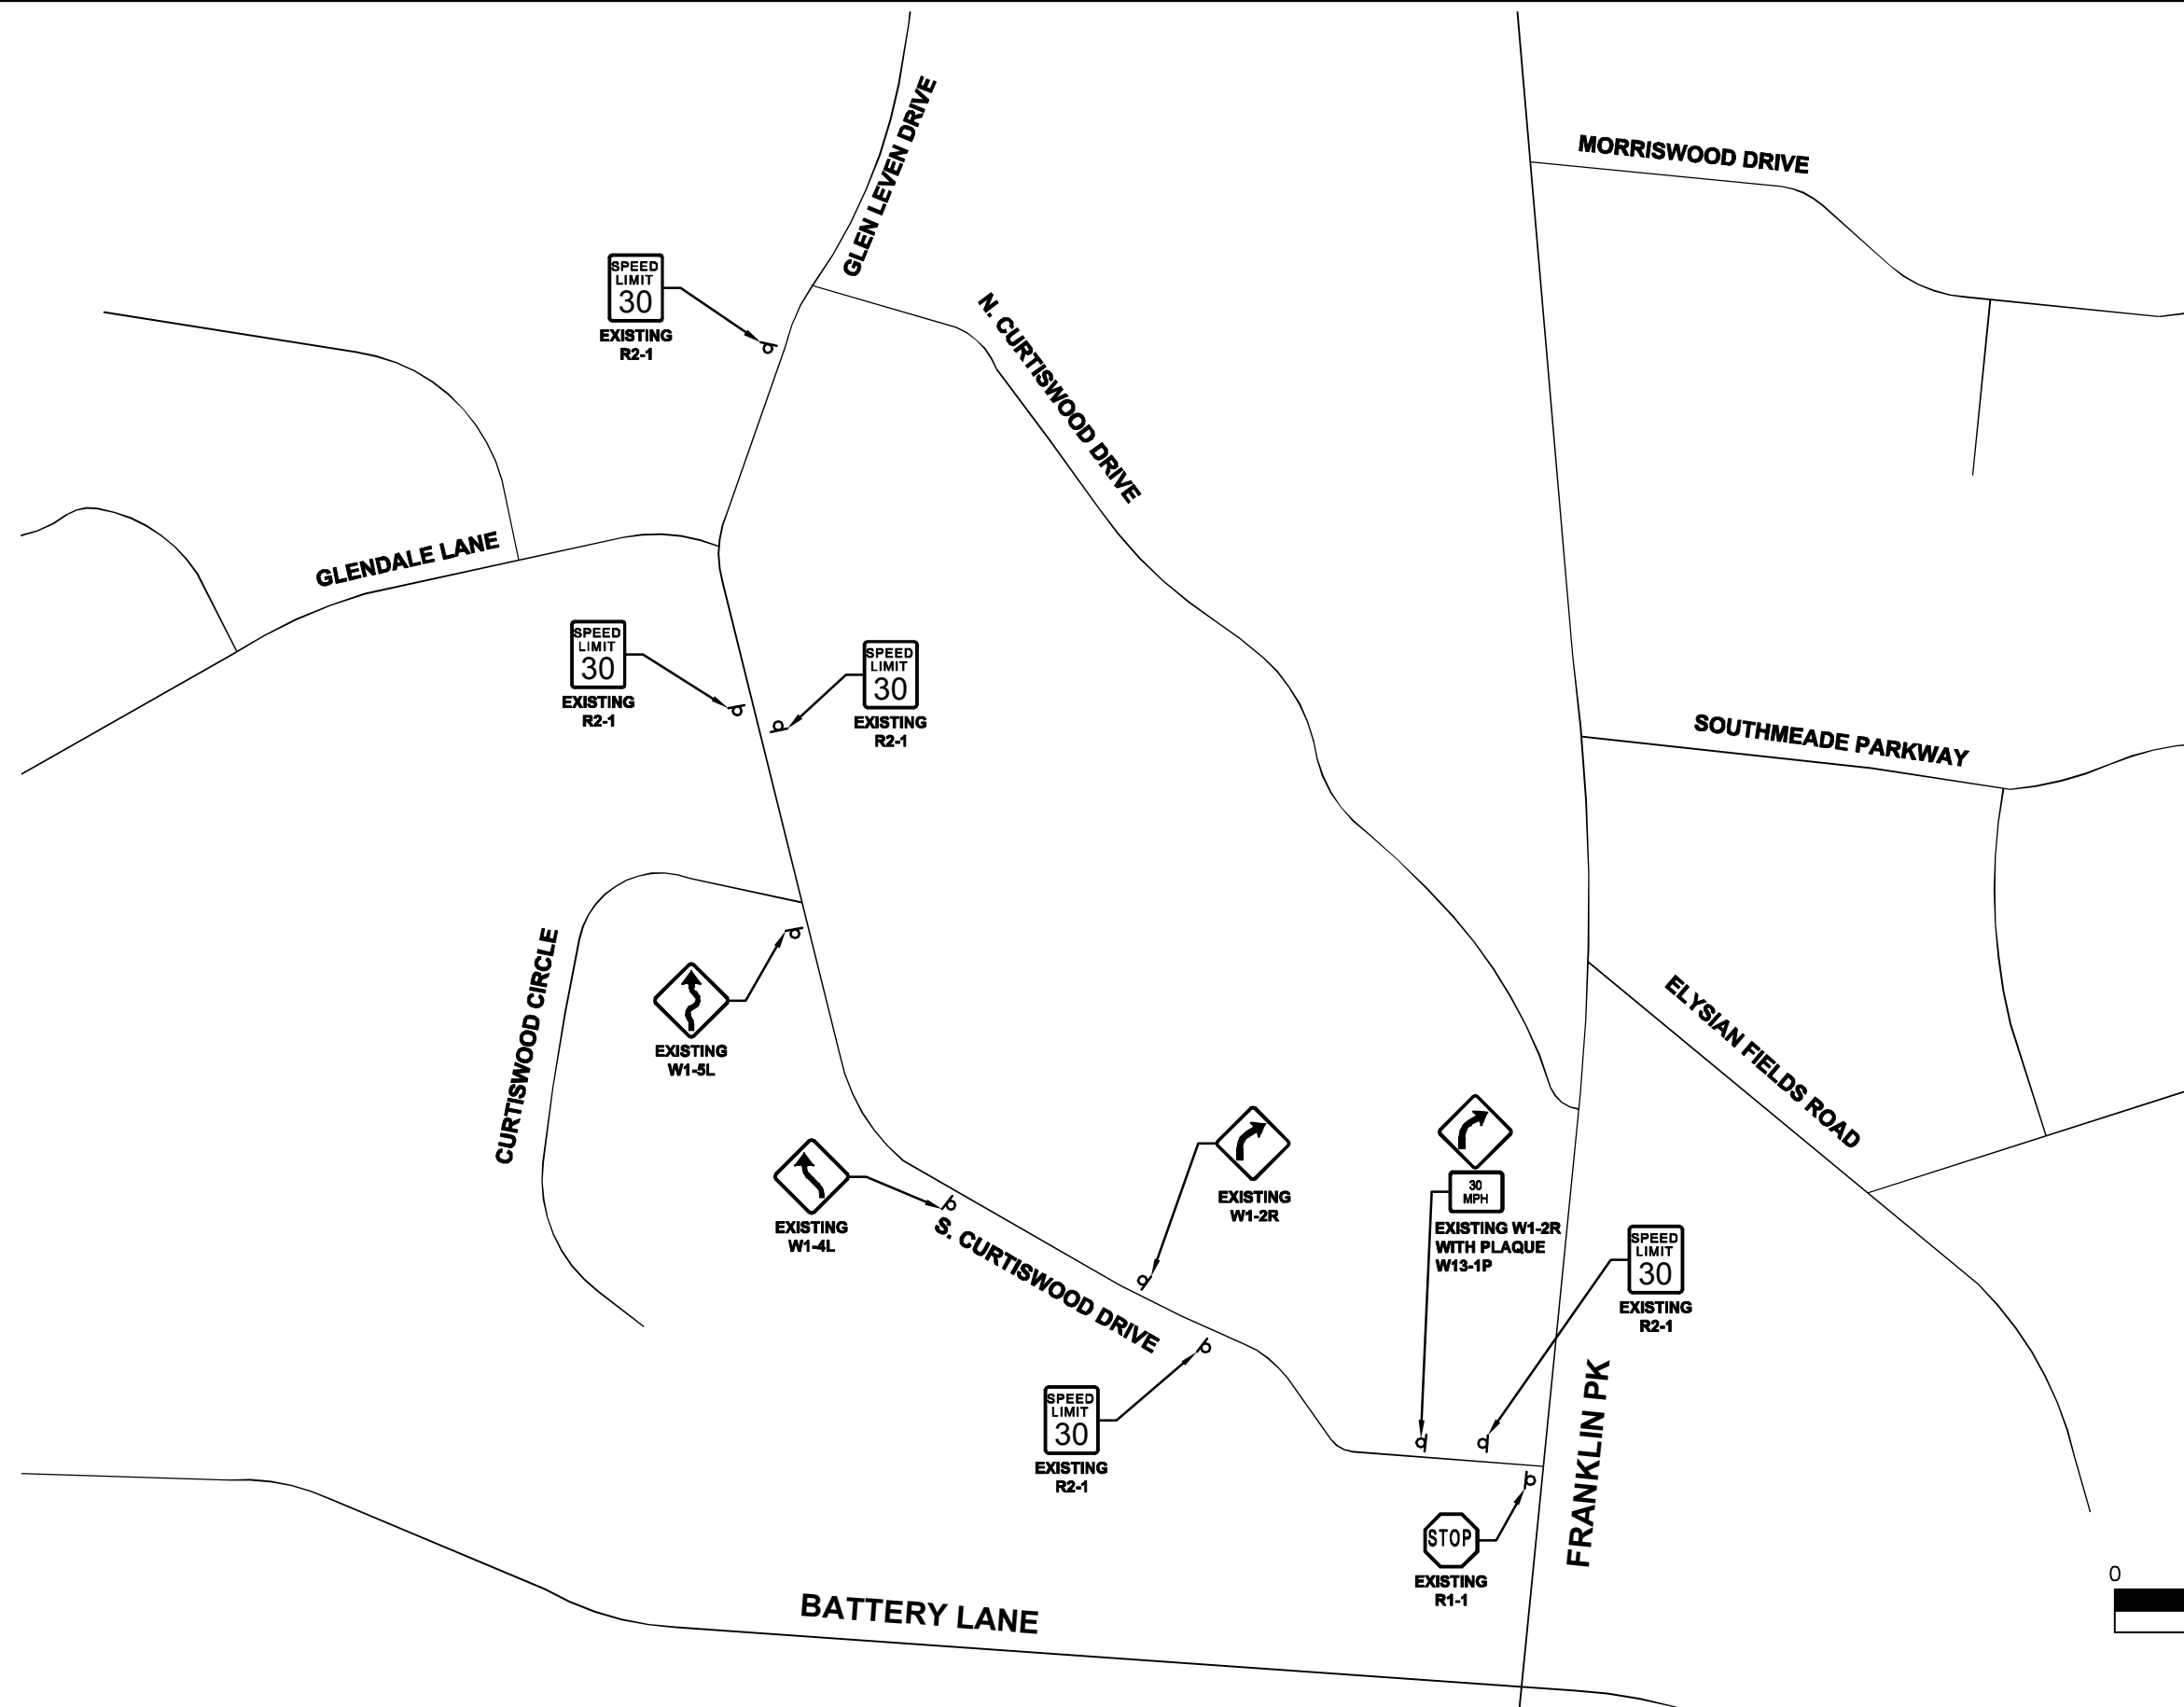 GLEN LEVEN DRIVE
MORRISWOOD DRIVE
SPEED
LIMIT
30
EXISTING
R2-1
N. CURTISWOOD DRIVE
GLENDALE LANE
SPEED
LIMIT
30
EXISTING
R2-1
SPEED
LIMIT
30
EXISTING
R2-1
SOUTHMEADE PARKWAY
CURTISWOOD CIRCLE
EXISTING
W1-5L
ELYSIAN FIELDS ROAD
EXISTING
W1-4L
S. CURTISWOOD DRIVE
EXISTING
W1-2R
30
MPH
EXISTING W1-2R
WITH PLAQUE
W13-1P
SPEED
LIMIT
30
EXISTING
R2-1
SPEED
LIMIT
30
EXISTING
R2-1
FRANKLIN PK
STOP
EXISTING
R1-1
0
BATTERY LANE